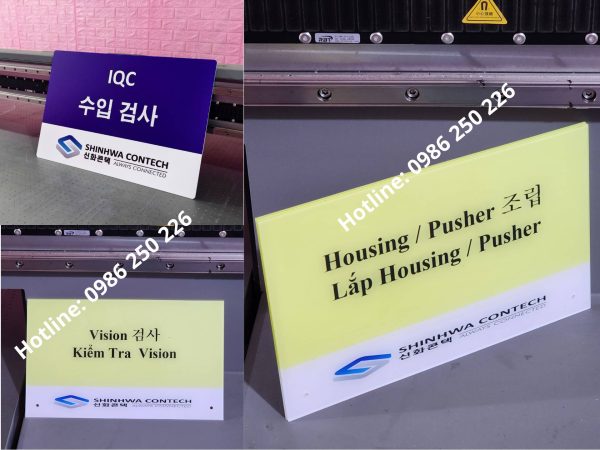 IQC
수입 검사
SHINHWA CONTECH
신화콘텍 ALWAYS CONNECTED
Hotline: 0986 250 226
Vision 검사
Kiểm Tra Vision
SHINHWA CONTECH
신화콘텍 ALWAYS CONNECTED
Hotline: 0986 250 226
Housing / Pusher 조립
Lắp Housing / Pusher
SHINHWA CONTECH
신화콘텍 ALWAYS CONNECTED
Hotline: 0986 250 226